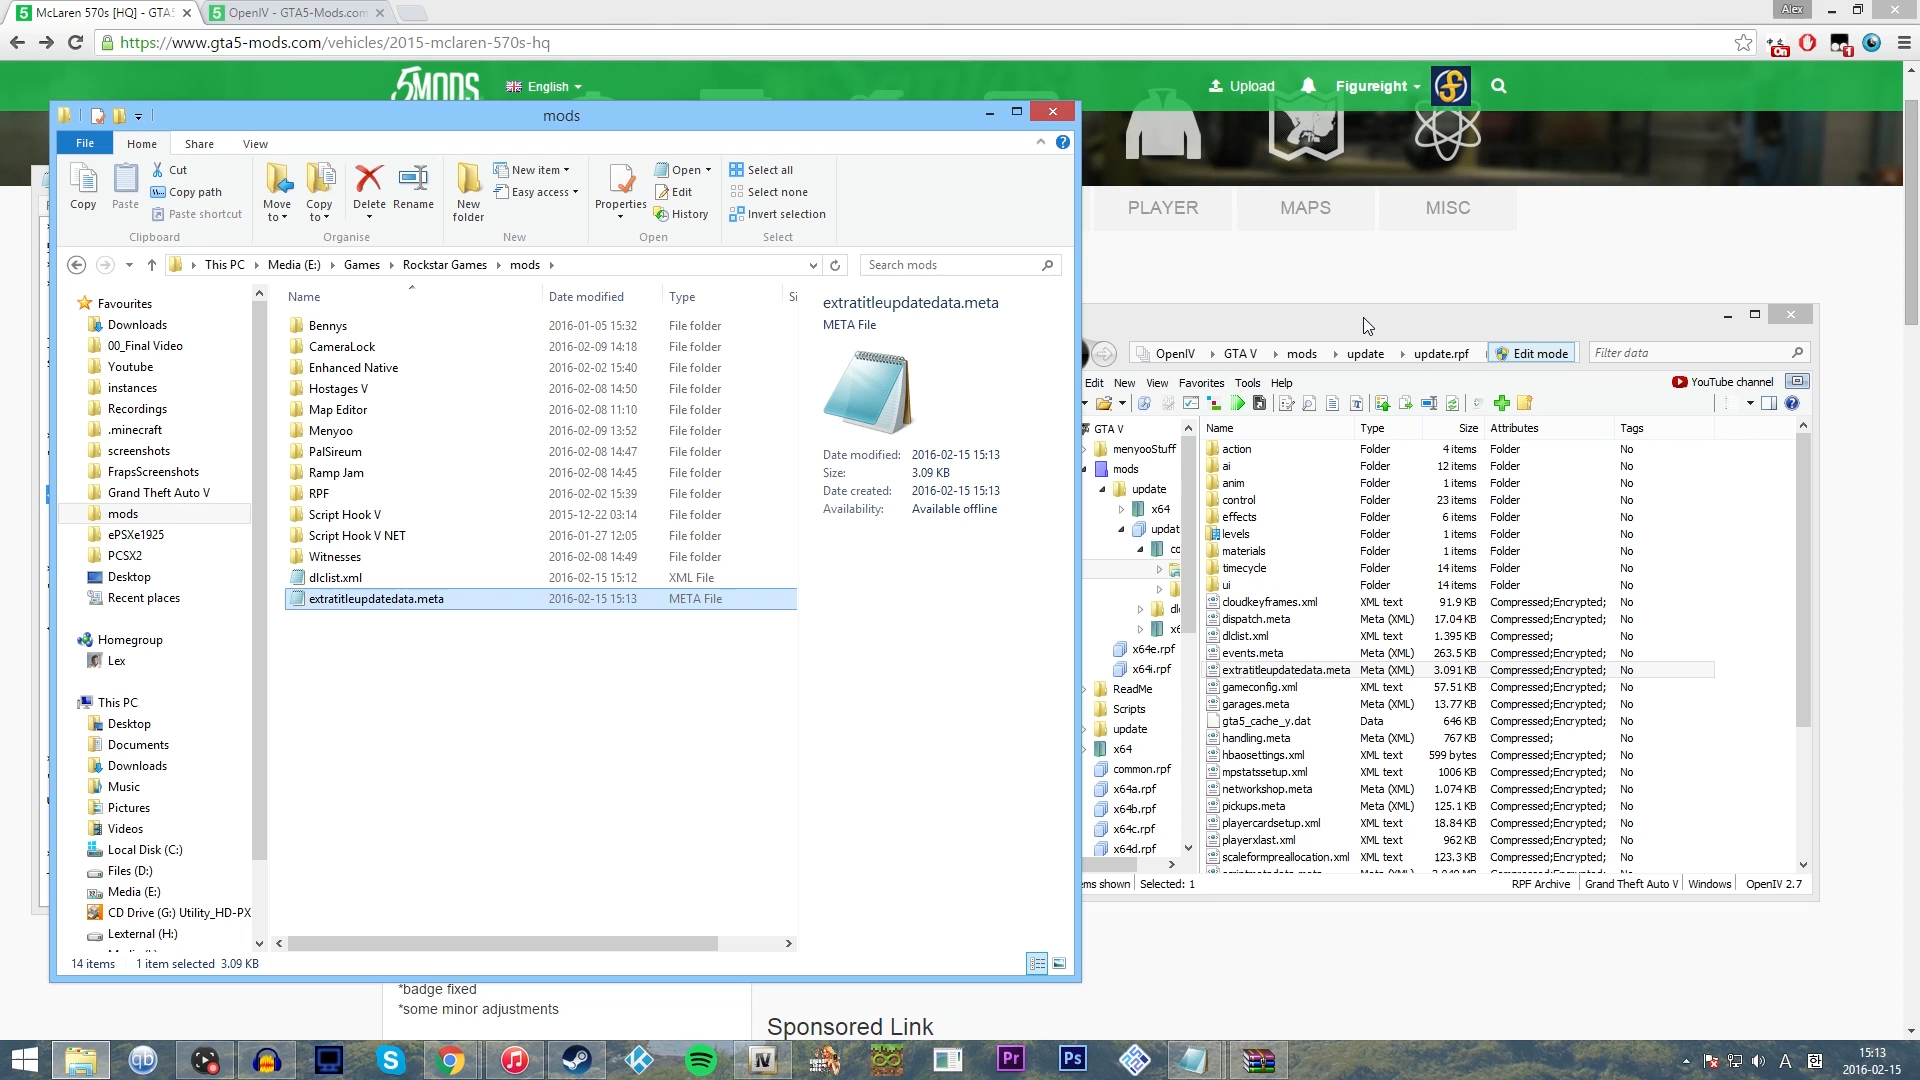 McLaren 570s [HQ] - GTA5
OpenIV - GTA5-Mods.com
Alex
https://www.gta5-mods.com/vehicles/2015-mclaren-570s-hq
5MODS
English
Upload
Figureight
PLAYER
MAPS
MISC
mods
File
Home
Share
View
Copy
Paste
Cut
Copy path
Paste shortcut
Clipboard
Move to
Copy to
Delete
Rename
Organise
New folder
New item
Easy access
New
Properties
Open
Edit
History
Open
Select all
Select none
Invert selection
Select
This PC
Media (E:)
Games
Rockstar Games
mods
Search mods
Favourites
Downloads
00_Final Video
Youtube
instances
Recordings
.minecraft
screenshots
FrapsScreenshots
Grand Theft Auto V
mods
ePSXe1925
PCSX2
Desktop
Recent places
Homegroup
Lex
This PC
Desktop
Documents
Downloads
Music
Pictures
Videos
Local Disk (C:)
Files (D:)
Media (E:)
CD Drive (G:) Utility_HD-PX
Lexternal (H:)
Name Date modified Type Si
Bennys 2016-01-05 15:32 File folder
CameraLock 2016-02-09 14:18 File folder
Enhanced Native 2016-02-02 15:40 File folder
Hostages V 2016-02-08 14:50 File folder
Map Editor 2016-02-08 11:10 File folder
Menyoo 2016-02-09 13:52 File folder
PalSireum 2016-02-08 14:47 File folder
Ramp Jam 2016-02-08 14:45 File folder
RPF 2016-02-02 15:39 File folder
Script Hook V 2015-12-22 03:14 File folder
Script Hook V NET 2016-01-27 12:05 File folder
Witnesses 2016-02-08 14:49 File folder
dlclist.xml 2016-02-15 15:12 XML File
extratitleupdatedata.meta 2016-02-15 15:13 META File
extratitleupdatedata.meta
META File
Date modified: 2016-02-15 15:13
Size: 3.09 KB
Date created: 2016-02-15 15:13
Availability: Available offline
14 items 1 item selected 3.09 KB
OpenIV
GTA V
mods
update
update.rpf
Edit mode
Filter data
Edit New View Favorites Tools Help
YouTube channel
GTA V
menyooStuff
mods
update
x64
updat
co
dl
x6
x64e.rpf
x64i.rpf
ReadMe
Scripts
update
x64
common.rpf
x64a.rpf
x64b.rpf
x64c.rpf
x64d.rpf
Name Type Size Attributes Tags
action Folder 4 items Folder No
ai Folder 12 items Folder No
anim Folder 1 items Folder No
control Folder 23 items Folder No
effects Folder 6 items Folder No
levels Folder 1 items Folder No
materials Folder 1 items Folder No
timecycle Folder 14 items Folder No
ui Folder 14 items Folder No
cloudkeyframes.xml XML text 91.9 KB Compressed;Encrypted; No
dispatch.meta Meta (XML) 17.04 KB Compressed;Encrypted; No
dlclist.xml XML text 1.395 KB Compressed; No
events.meta Meta (XML) 263.5 KB Compressed;Encrypted; No
extratitleupdatedata.meta Meta (XML) 3.091 KB Compressed;Encrypted; No
gameconfig.xml XML text 57.51 KB Compressed;Encrypted; No
garages.meta Meta (XML) 13.77 KB Compressed;Encrypted; No
gta5_cache_y.dat Data 646 KB Compressed;Encrypted; No
handling.meta Meta (XML) 767 KB Compressed; No
hbaosettings.xml XML text 599 bytes Compressed;Encrypted; No
mpstatssetup.xml XML text 1006 KB Compressed;Encrypted; No
networkshop.meta Meta (XML) 1.074 KB Compressed;Encrypted; No
pickups.meta Meta (XML) 125.1 KB Compressed;Encrypted; No
playercardsetup.xml XML text 18.84 KB Compressed;Encrypted; No
playerxlast.xml XML text 962 KB Compressed;Encrypted; No
scaleformpreallocation.xml XML text 123.3 KB Compressed;Encrypted; No
ems shown Selected: 1
RPF Archive Grand Theft Auto V Windows OpenIV 2.7
*badge fixed
*some minor adjustments
Sponsored Link
15:13
2016-02-15